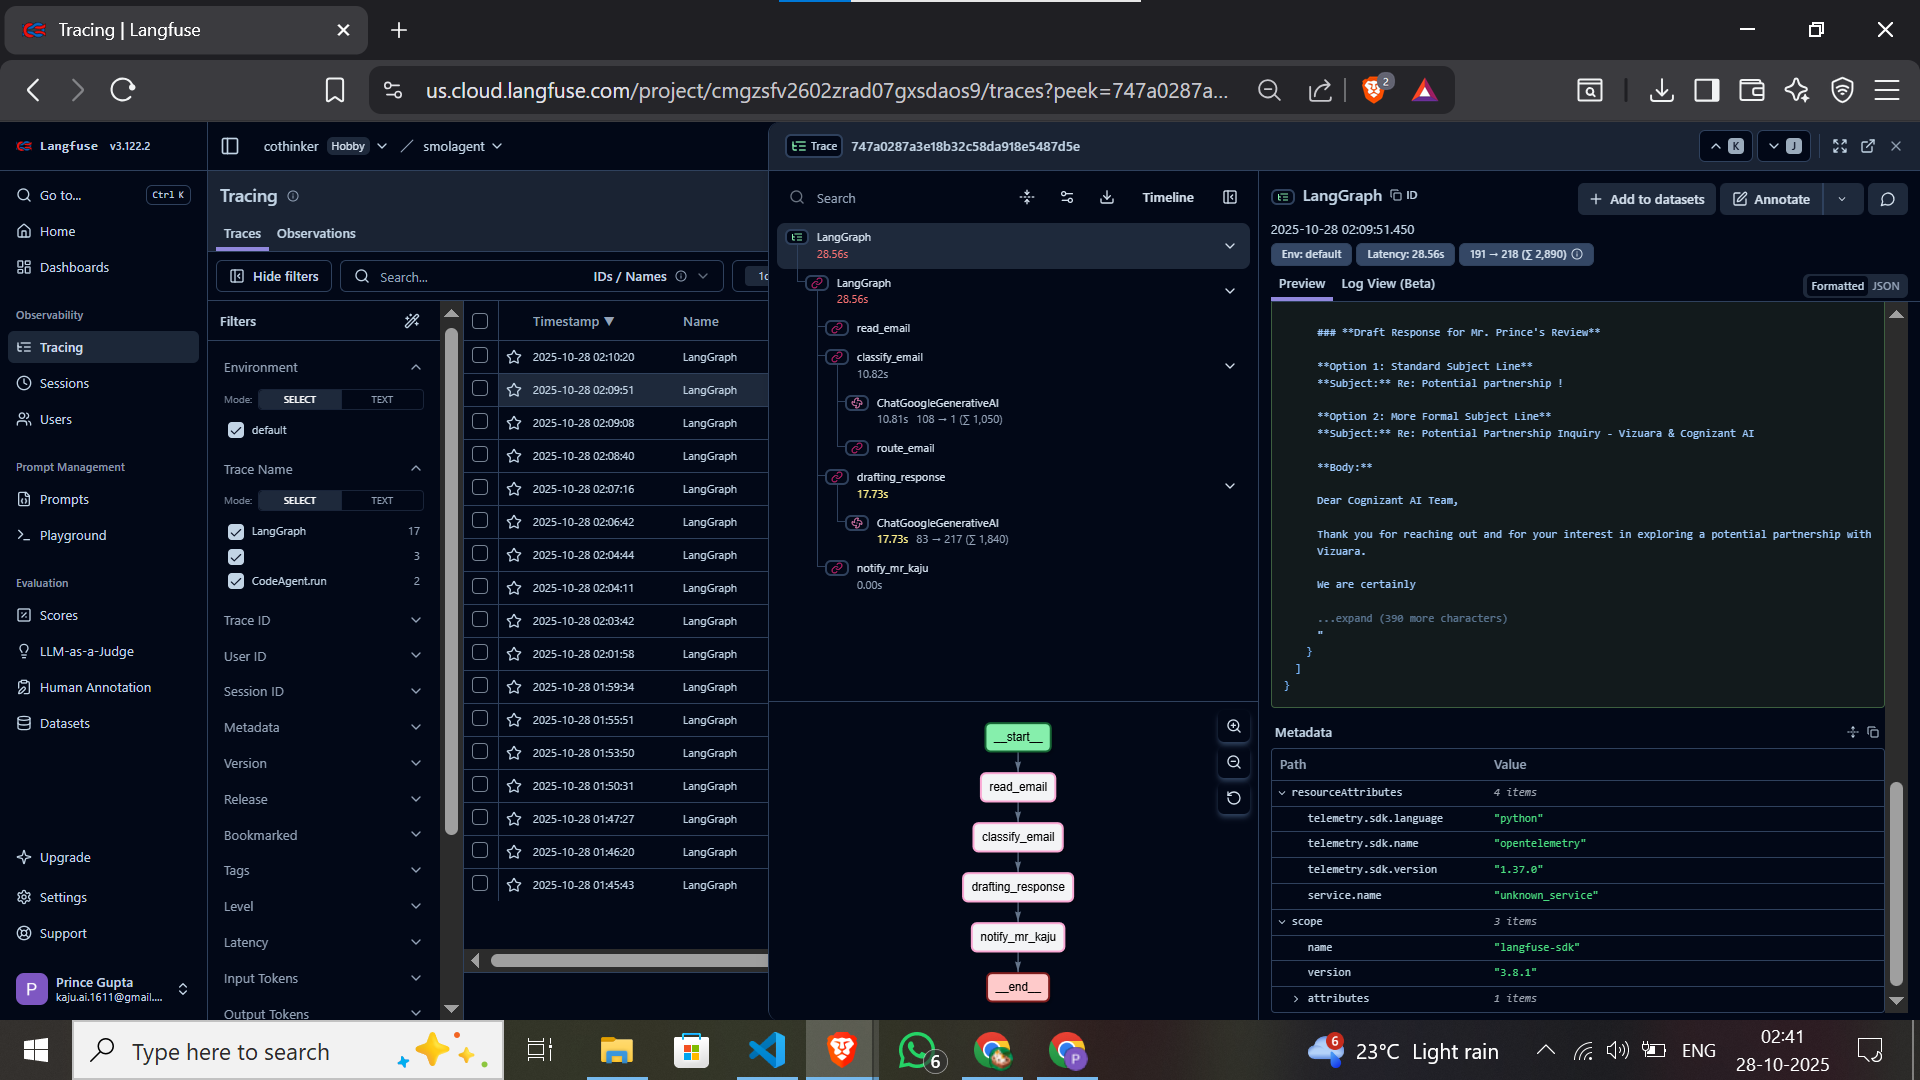 Tracing | Langfuse
us.cloud.langfuse.com/project/cmgzsfv2602zrad07gxsdaos9/traces?peek=747a0287a...
2
Langfuse v3.122.2
Go to...
Ctrl K
Home
Dashboards
Observability
Tracing
Sessions
Users
Prompt Management
Prompts
Playground
Evaluation
Scores
LLM-as-a-Judge
Human Annotation
Datasets
Upgrade
Settings
Support
P
Prince Gupta
kaju.ai.1611@gmail....
cothinker Hobby / smolagent
Tracing
Traces Observations
Hide filters
Search...
IDs / Names
Filters
Environment
Mode: SELECT TEXT
default
Trace Name
Mode: SELECT TEXT
LangGraph 17
3
CodeAgent.run 2
Trace ID
User ID
Session ID
Metadata
Version
Release
Bookmarked
Tags
Level
Latency
Input Tokens
Output Tokens
Timestamp ▼ Name
2025-10-28 02:10:20 LangGraph
2025-10-28 02:09:51 LangGraph
2025-10-28 02:09:08 LangGraph
2025-10-28 02:08:40 LangGraph
2025-10-28 02:07:16 LangGraph
2025-10-28 02:06:42 LangGraph
2025-10-28 02:04:44 LangGraph
2025-10-28 02:04:11 LangGraph
2025-10-28 02:03:42 LangGraph
2025-10-28 02:01:58 LangGraph
2025-10-28 01:59:34 LangGraph
2025-10-28 01:55:51 LangGraph
2025-10-28 01:53:50 LangGraph
2025-10-28 01:50:31 LangGraph
2025-10-28 01:47:27 LangGraph
2025-10-28 01:46:20 LangGraph
2025-10-28 01:45:43 LangGraph
Trace 747a0287a3e18b32c58da918e5487d5e
K
J
Search
Timeline
LangGraph
28.56s
LangGraph
28.56s
read_email
classify_email
10.82s
ChatGoogleGenerativeAI
10.81s 108 → 1 (∑ 1,050)
route_email
drafting_response
17.73s
ChatGoogleGenerativeAI
17.73s 83 → 217 (∑ 1,840)
notify_mr_kaju
0.00s
__start__
read_email
classify_email
drafting_response
notify_mr_kaju
__end__
LangGraph ID
+ Add to datasets
Annotate
2025-10-28 02:09:51.450
Env: default
Latency: 28.56s
191 → 218 (∑ 2,890)
Preview Log View (Beta)
Formatted JSON
### **Draft Response for Mr. Prince's Review**
**Option 1: Standard Subject Line**
**Subject:** Re: Potential partnership !
**Option 2: More Formal Subject Line**
**Subject:** Re: Potential Partnership Inquiry - Vizuara & Cognizant AI
**Body:**
Dear Cognizant AI Team,
Thank you for reaching out and for your interest in exploring a potential partnership with
Vizuara.
We are certainly
...expand (390 more characters)
"
}
]
}
Metadata
Path Value
resourceAttributes 4 items
telemetry.sdk.language "python"
telemetry.sdk.name "opentelemetry"
telemetry.sdk.version "1.37.0"
service.name "unknown_service"
scope 3 items
name "langfuse-sdk"
version "3.8.1"
attributes 1 items
Type here to search
6
P
6
23°C Light rain
ENG
02:41
28-10-2025